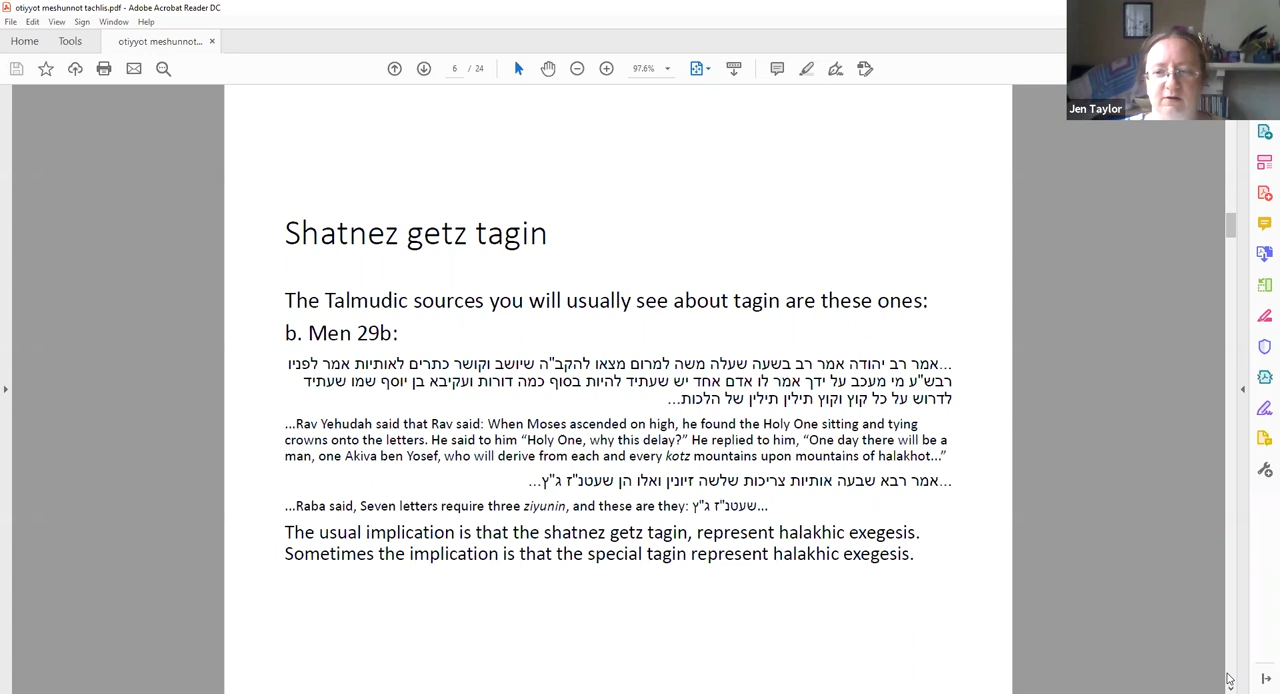 otiyyot meshunnot tachlis.pdf - Adobe Acrobat Reader DC
File Edit View Sign Window Help
Home Tools otiyyot meshunnot... ×
6 / 24 97.6%
Jen Taylor
Shatnez getz tagin
The Talmudic sources you will usually see about tagin are these ones:
b. Men 29b:
...אמר רב יהודה אמר רב בשעה שעלה משה למרום מצאו להקב"ה שיושב וקושר כתרים לאותיות אמר לפניו
רבש"ע מי מעכב על ידך אמר לו אדם אחד יש שעתיד להיות בסוף כמה דורות ועקיבא בן יוסף שמו שעתיד
לדרוש על כל קוץ וקוץ תילין תילין של הלכות...
...Rav Yehudah said that Rav said: When Moses ascended on high, he found the Holy One sitting and tying
crowns onto the letters. He said to him “Holy One, why this delay?” He replied to him, “One day there will be a
man, one Akiva ben Yosef, who will derive from each and every kotz mountains upon mountains of halakhot...”
...אמר רבא שבעה אותיות צריכות שלשה זיונין ואלו הן שעטנ"ז ג"ץ...
...Raba said, Seven letters require three ziyunin, and these are they: שעטנ"ז ג"ץ...
The usual implication is that the shatnez getz tagin, represent halakhic exegesis.
Sometimes the implication is that the special tagin represent halakhic exegesis.